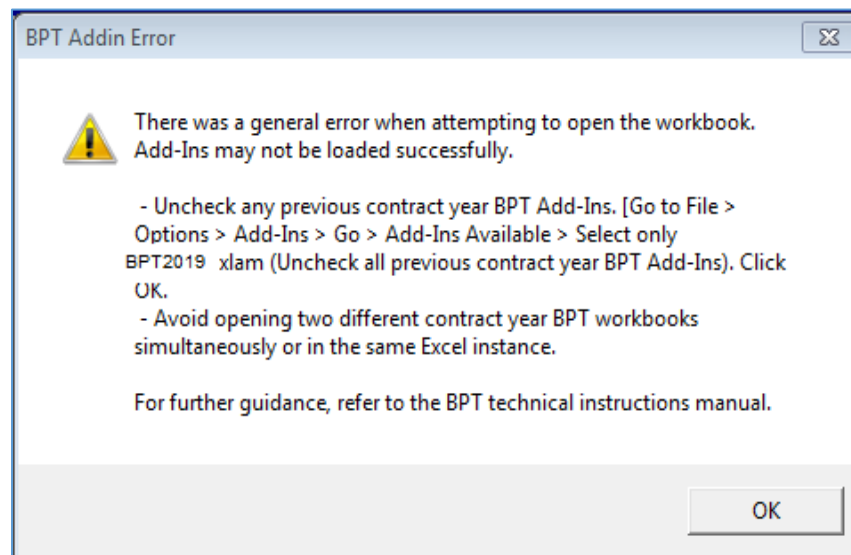 BPT Addin Error
There was a general error when attempting to open the workbook.
Add-Ins may not be loaded successfully.
- Uncheck any previous contract year BPT Add-Ins. [Go to File >
Options > Add-Ins > Go > Add-Ins Available > Select only
BPT2019 xlam (Uncheck all previous contract year BPT Add-Ins). Click
OK.
- Avoid opening two different contract year BPT workbooks
simultaneously or in the same Excel instance.
For further guidance, refer to the BPT technical instructions manual.
OK